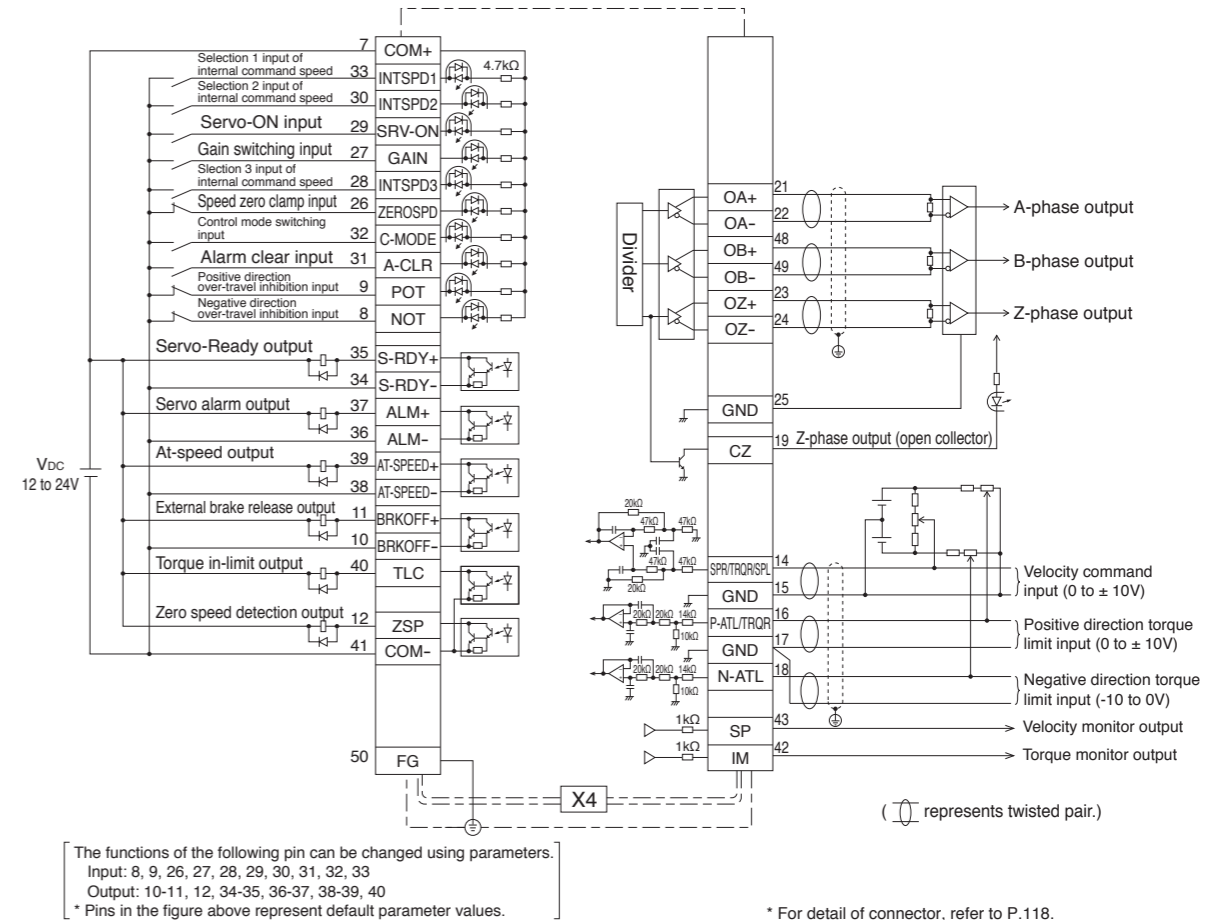 7 COM+
Selection 1 input of
internal command speed 33 INTSPD1 4.7kΩ
Selection 2 input of
internal command speed 30 INTSPD2
Servo-ON input 29 SRV-ON
Gain switching input 27 GAIN
Slection 3 input of
internal command speed 28 INTSPD3
Speed zero clamp input 26 ZEROSPD
Control mode switching
input 32 C-MODE
Alarm clear input 31 A-CLR
Positive direction
over-travel inhibition input 9 POT
Negative direction
over-travel inhibition input 8 NOT
Servo-Ready output 35 S-RDY+
34 S-RDY-
Servo alarm output 37 ALM+
36 ALM-
At-speed output 39 AT-SPEED+
38 AT-SPEED-
VDC
12 to 24V
External brake release output 11 BRKOFF+
10 BRKOFF-
Torque in-limit output 40 TLC
Zero speed detection output 12 ZSP
41 COM-
50 FG
X4
Divider
OA+ 21
OA- 22
A-phase output
OB+ 48
OB- 49
B-phase output
OZ+ 23
OZ- 24
Z-phase output
GND 25
CZ 19 Z-phase output (open collector)
20kΩ
47kΩ 47kΩ
47kΩ 47kΩ
20kΩ
SPR/TRQR/SPL 14
GND 15
Velocity command
input (0 to ± 10V)
20kΩ 20kΩ 14kΩ
10kΩ
P-ATL/TRQR 16
GND 17
Positive direction torque
limit input (0 to ± 10V)
20kΩ 20kΩ 14kΩ
10kΩ
N-ATL 18
Negative direction torque
limit input (-10 to 0V)
1kΩ SP 43 Velocity monitor output
1kΩ IM 42 Torque monitor output
( represents twisted pair.)
The functions of the following pin can be changed using parameters.
Input: 8, 9, 26, 27, 28, 29, 30, 31, 32, 33
Output: 10-11, 12, 34-35, 36-37, 38-39, 40
* Pins in the figure above represent default parameter values.
* For detail of connector, refer to P.118.